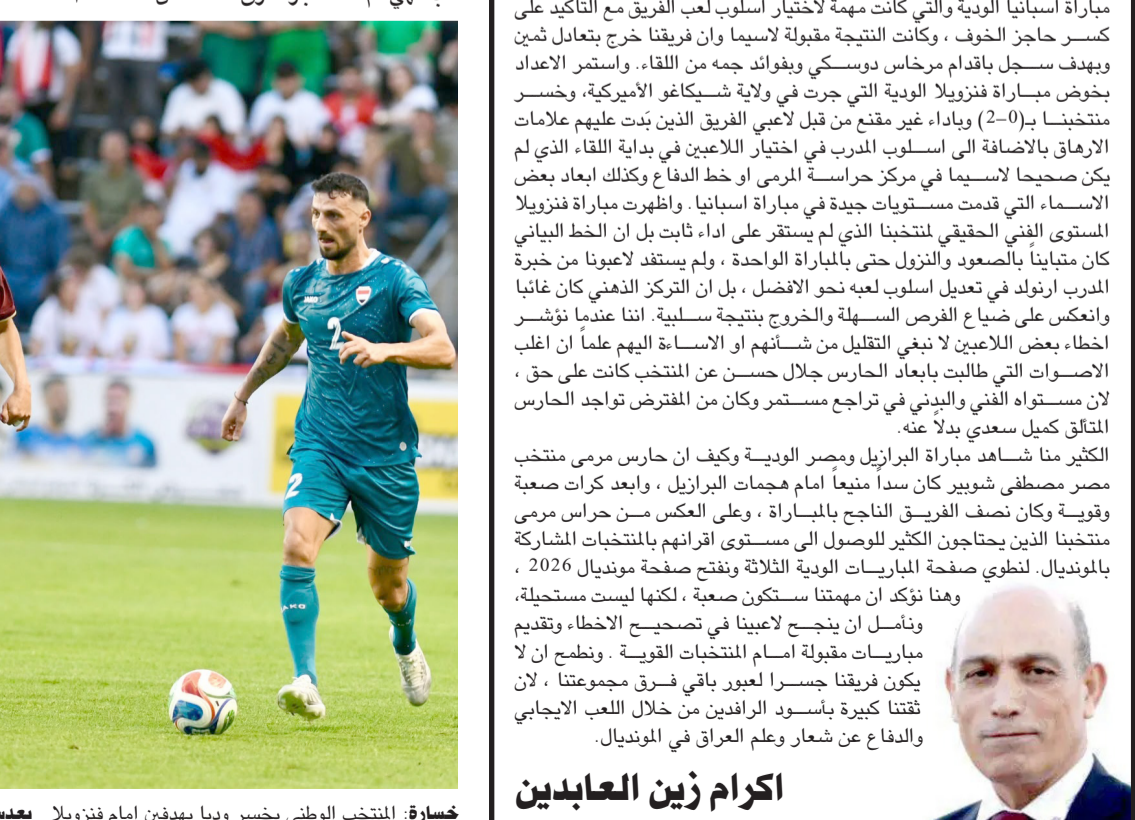 مباراة اسبانيا الودية والتي كانت مهمة لاختيار اسلوب لعب الفريق مع التأكيد على
كسر حاجز الخوف ، وكانت النتيجة مقبولة لاسيما وان فريقنا خرج بتعادل ثمين
وبهدف سجل باقدام مرخاس دوسكي وبفوائد جمه من اللقاء. واستمر الاعداد
بخوض مباراة فنزويلا الودية التي جرت في ولاية شيكاغو الأميركية، وخسر
منتخبنا بـ(0–2) وباداء غير مقنع من قبل لاعبي الفريق الذين بَدت عليهم علامات
الارهاق بالاضافة الى اسلوب المدرب في اختيار اللاعبين في بداية اللقاء الذي لم
يكن صحيحا لاسيما في مركز حراسة المرمى او خط الدفاع وكذلك ابعاد بعض
الاسماء التي قدمت مستويات جيدة في مباراة اسبانيا. واظهرت مباراة فنزويلا
المستوى الفني الحقيقي لمنتخبنا الذي لم يستقر على اداء ثابت بل ان الخط البياني
كان متبايناً بالصعود والنزول حتى بالمباراة الواحدة ، ولم يستفد لاعبونا من خبرة
المدرب ارنولد في تعديل اسلوب لعبه نحو الافضل ، بل ان التركز الذهني كان غائبا
وانعكس على ضياع الفرص السهلة والخروج بنتيجة سلبية. اننا عندما نؤشر
اخطاء بعض اللاعبين لا نبغي التقليل من شأنهم او الاساءة اليهم علماً ان اغلب
الاصوات التي طالبت بابعاد الحارس جلال حسن عن المنتخب كانت على حق ،
لان مستواه الفني والبدني في تراجع مستمر وكان من المفترض تواجد الحارس
المتألق كميل سعدي بدلاً عنه.
الكثير منا شاهد مباراة البرازيل ومصر الودية وكيف ان حارس مرمى منتخب
مصر مصطفى شوبير كان سداً منيعاً امام هجمات البرازيل ، وابعد كرات صعبة
وقوية وكان نصف الفريق الناجح بالمباراة ، وعلى العكس من حراس مرمى
منتخبنا الذين يحتاجون الكثير للوصول الى مستوى اقرانهم بالمنتخبات المشاركة
بالمونديال. لنطوي صفحة المباريات الودية الثلاثة ونفتح صفحة مونديال 2026 ،
وهنا نؤكد ان مهمتنا ستكون صعبة ، لكنها ليست مستحيلة،
ونأمل ان ينجح لاعبينا في تصحيح الاخطاء وتقديم
مباريات مقبولة امام المنتخبات القوية . ونطمح ان لا
يكون فريقنا جسرا لعبور باقي فرق مجموعتنا ، لان
ثقتنا كبيرة بأسود الرافدين من خلال اللعب الايجابي
والدفاع عن شعار وعلم العراق في المونديال.
اكرام زين العابدين
JAKO
2
2
JAKO
خسارة: المنتخب الوطني يخسر وديا بهدفين امام فنزويلا